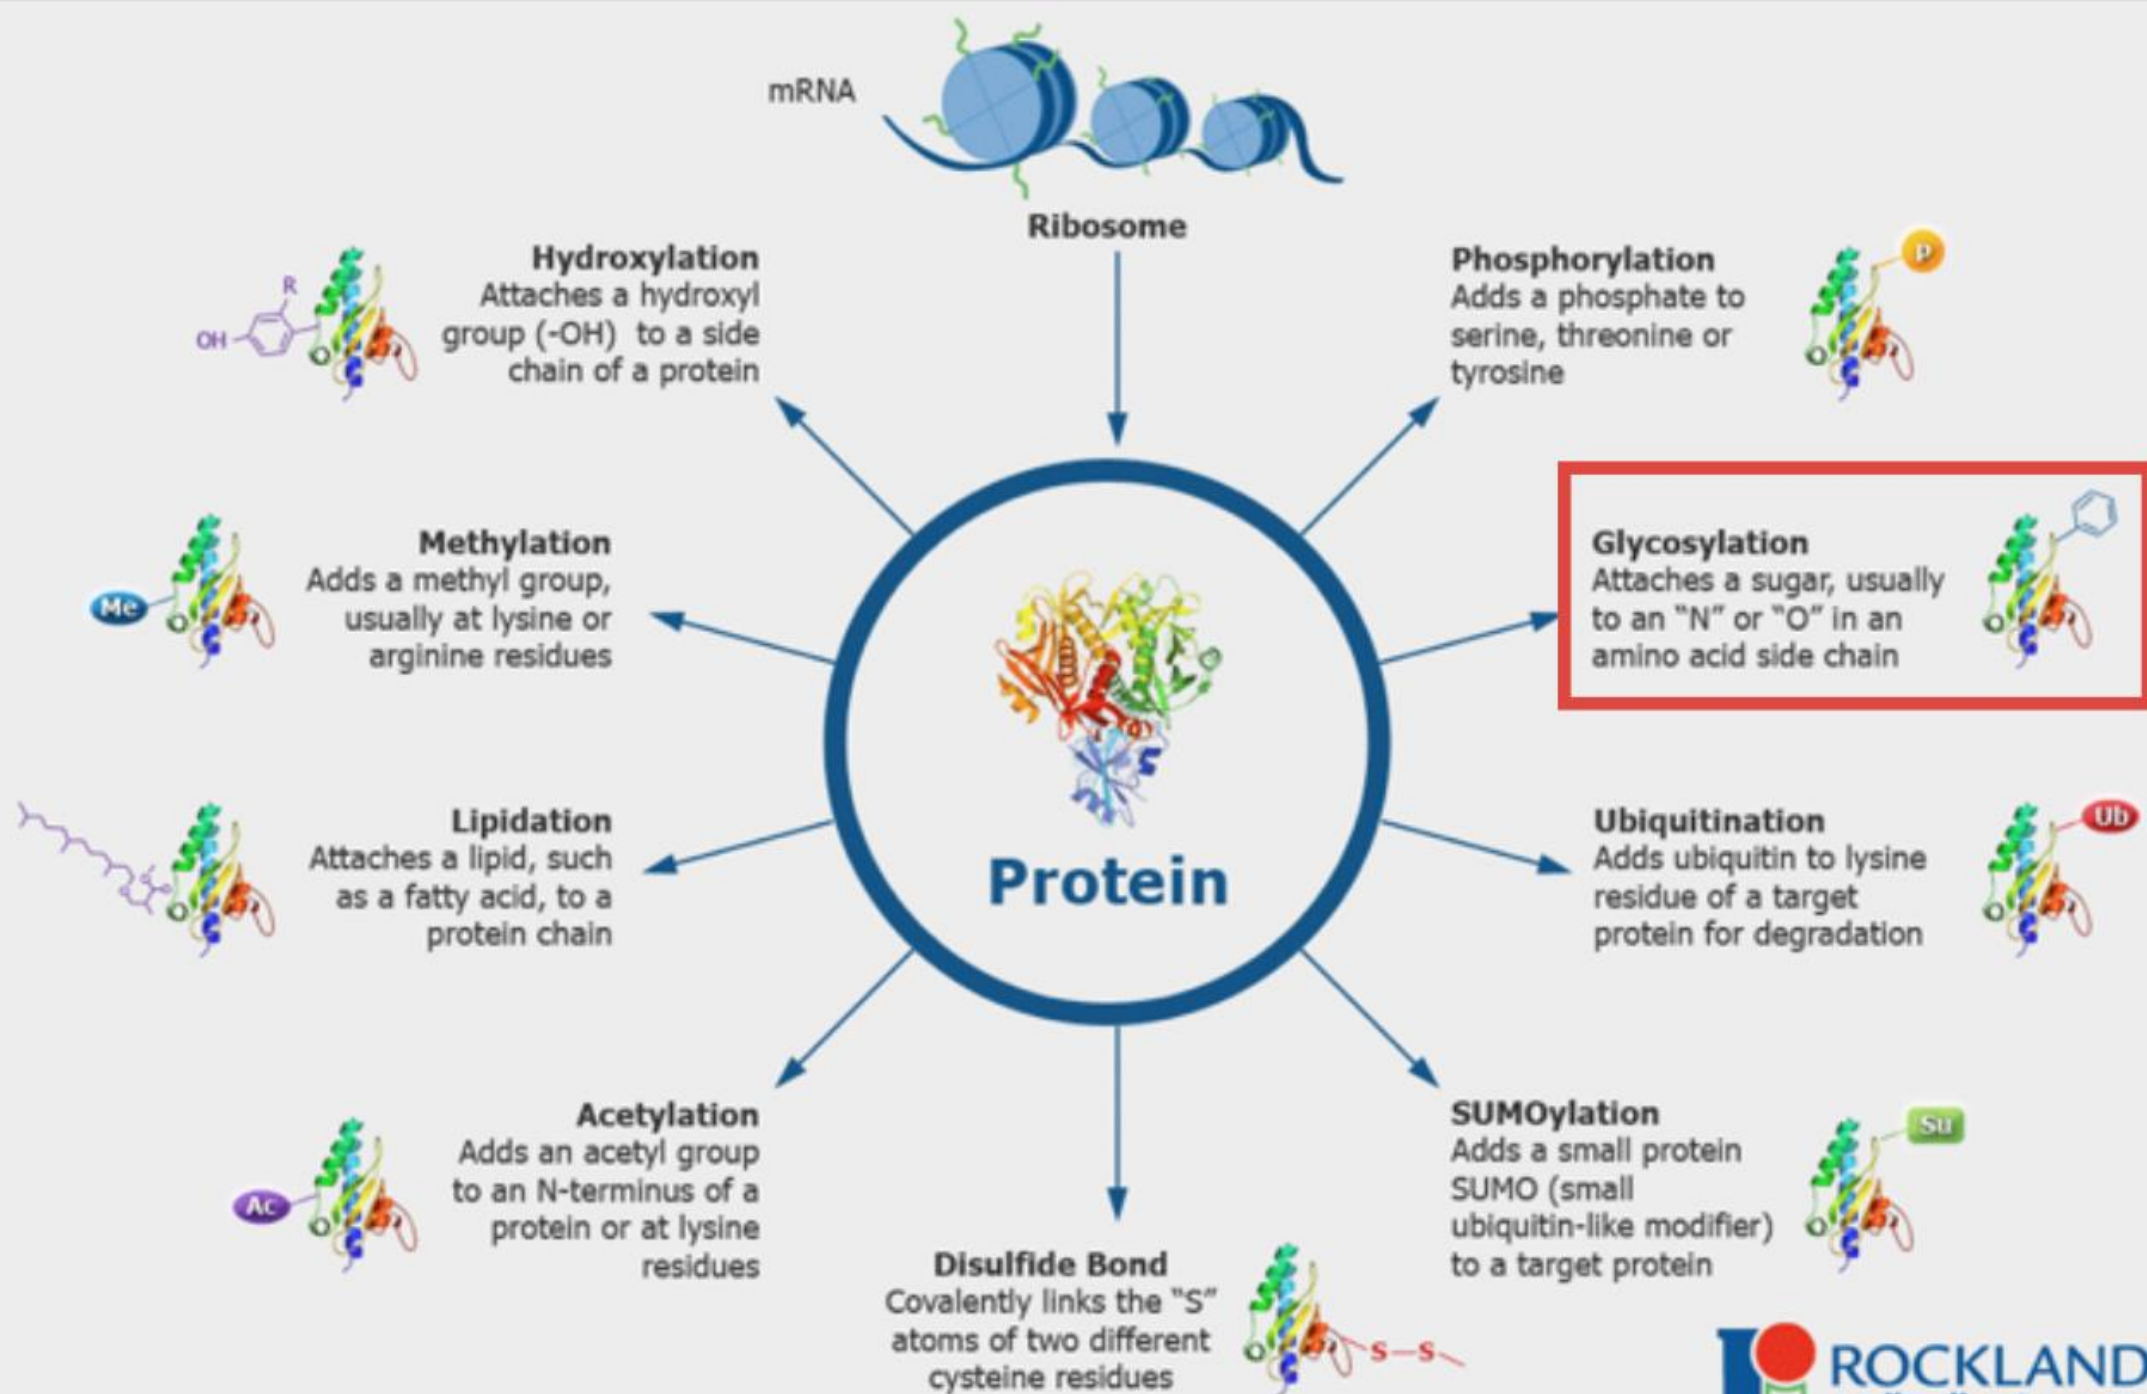 mRNA
Ribosome
Hydroxylation
Attaches a hydroxyl
group (-OH) to a side
chain of a protein
R
OH
Phosphorylation
Adds a phosphate to
serine, threonine or
tyrosine
P
Methylation
Adds a methyl group,
usually at lysine or
arginine residues
Me
Glycosylation
Attaches a sugar, usually
to an “N” or “O” in an
amino acid side chain
Protein
Lipidation
Attaches a lipid, such
as a fatty acid, to a
protein chain
Ubiquitination
Adds ubiquitin to lysine
residue of a target
protein for degradation
Ub
Acetylation
Adds an acetyl group
to an N-terminus of a
protein or at lysine
residues
Ac
SUMOylation
Adds a small protein
SUMO (small
ubiquitin-like modifier)
to a target protein
Su
Disulfide Bond
Covalently links the “S”
atoms of two different
cysteine residues
S—S
ROCKLAND